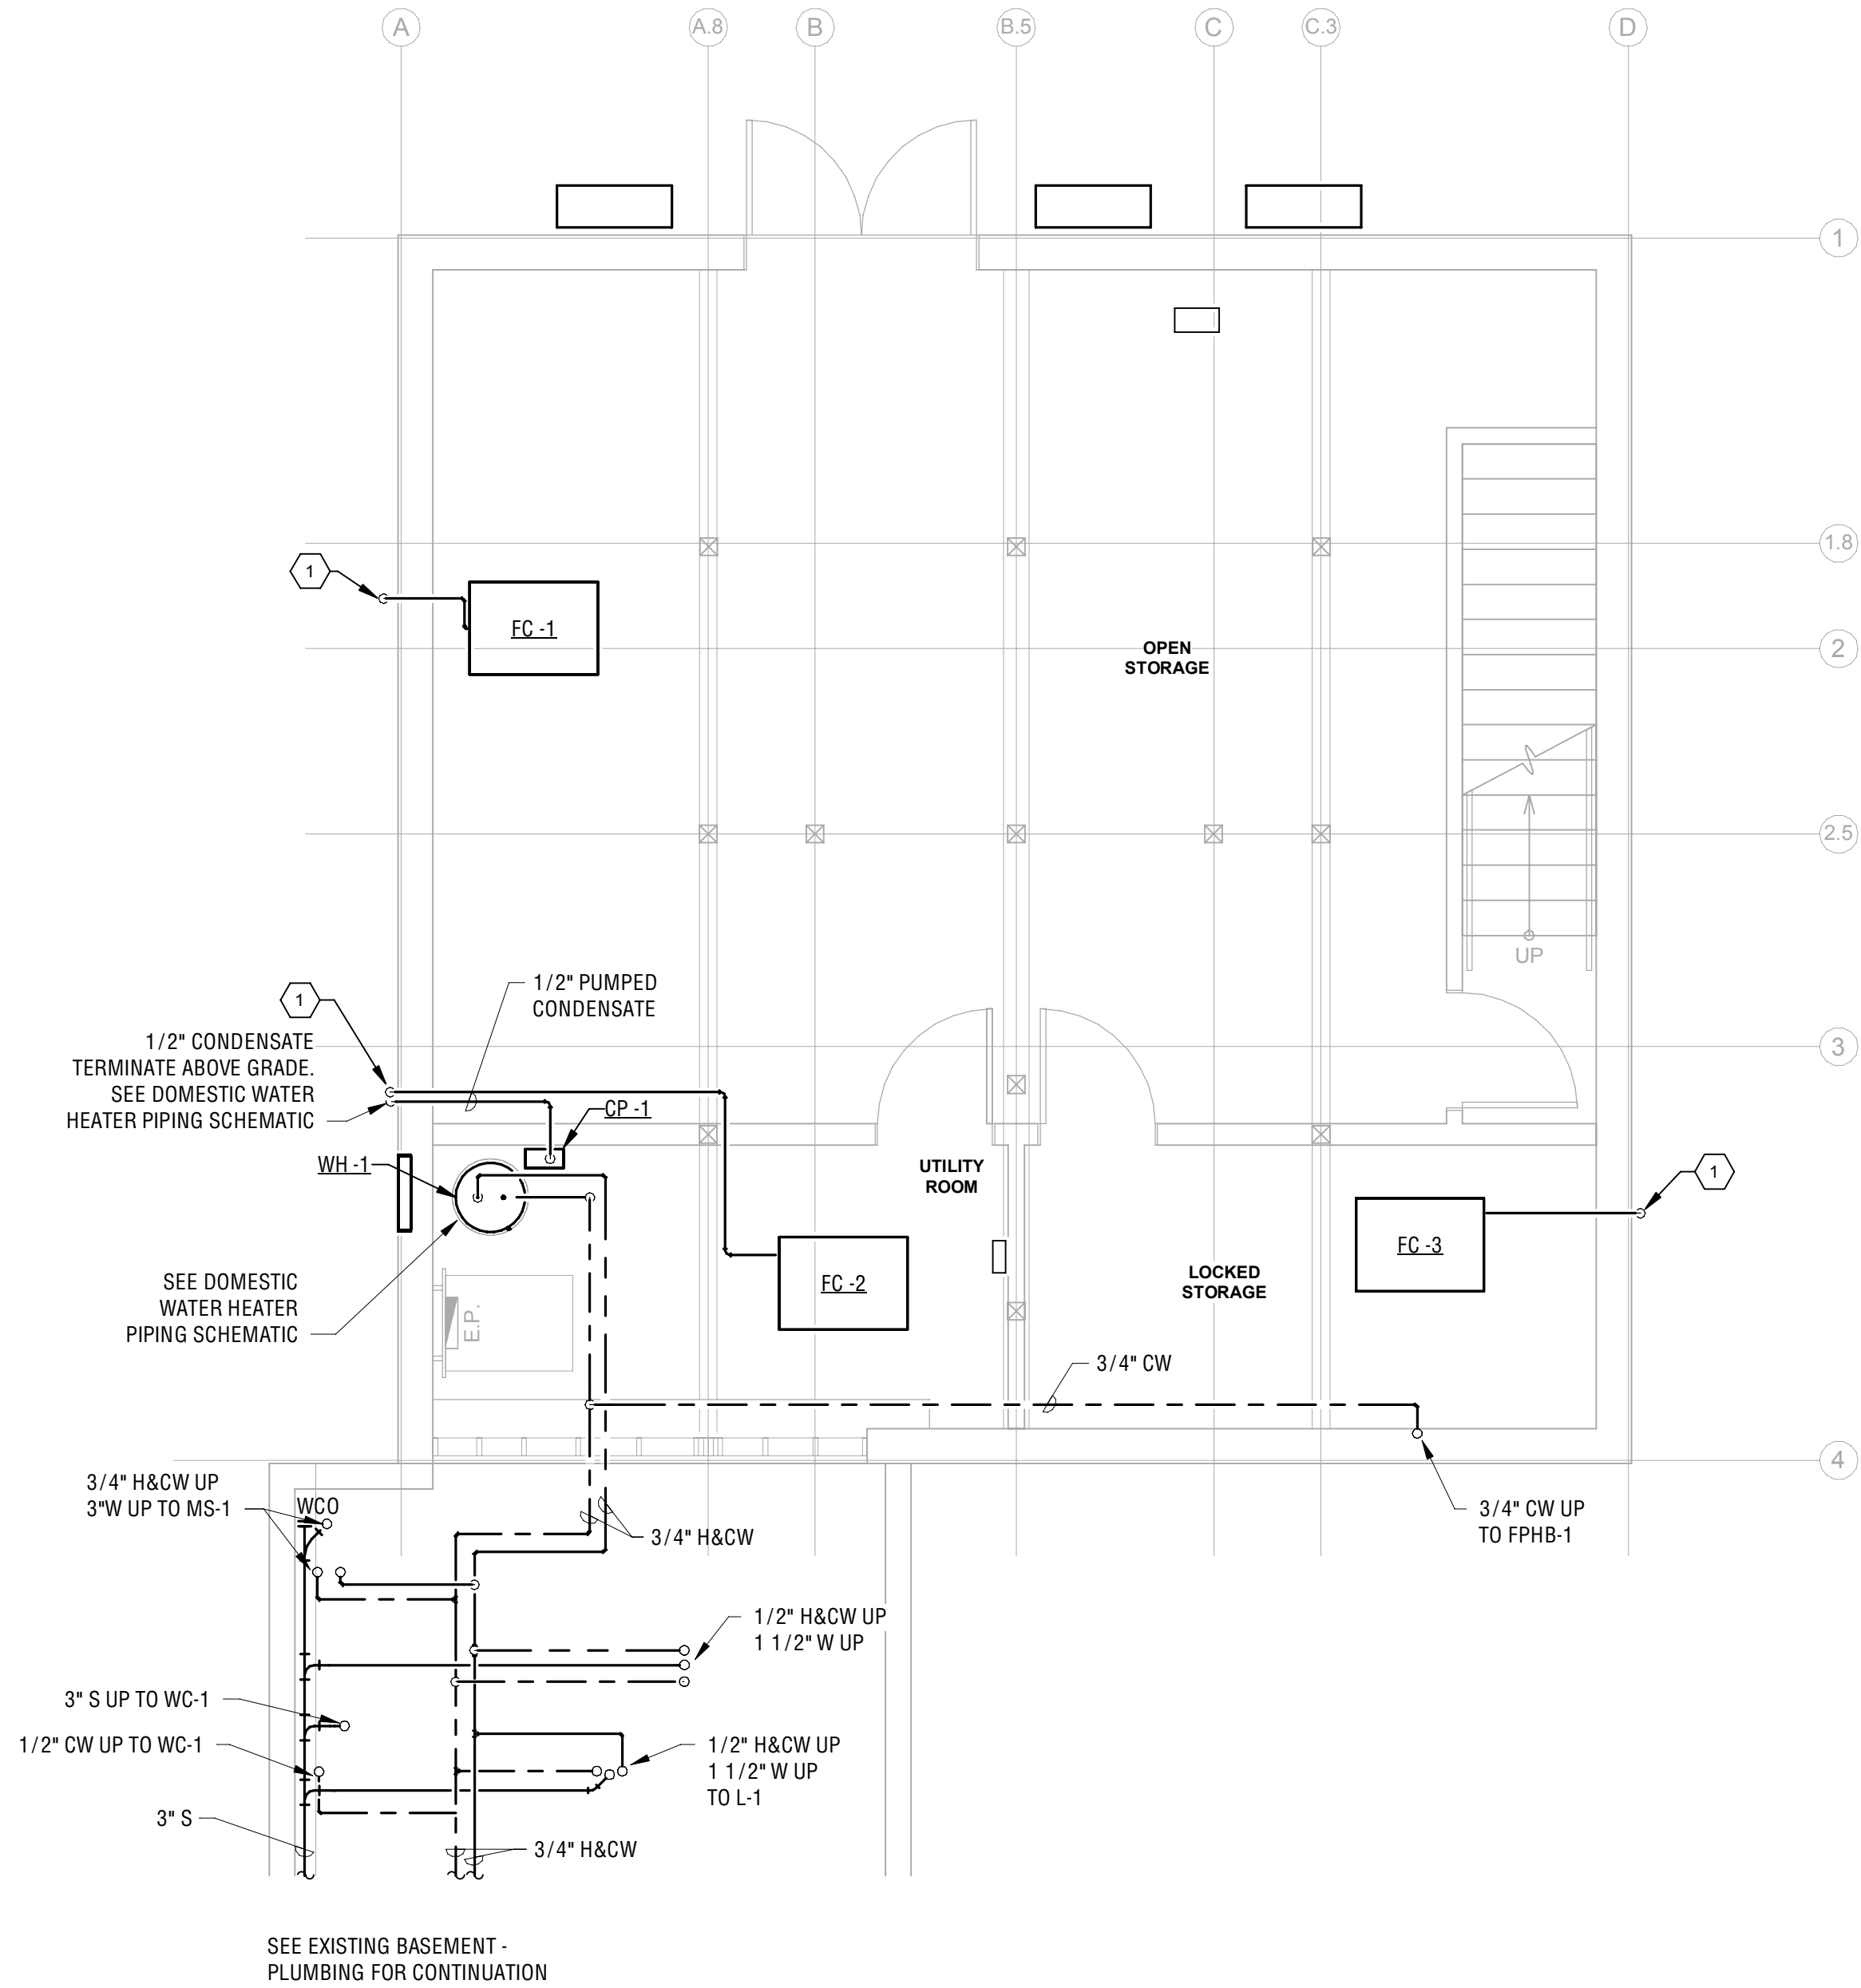 A
A.8
B
B.5
C
C.3
D
1
1.8
1
FC -1
OPEN
STORAGE
2
2.5
UP
1/2" PUMPED
CONDENSATE
1
1/2" CONDENSATE
TERMINATE ABOVE GRADE.
SEE DOMESTIC WATER
HEATER PIPING SCHEMATIC
3
CP -1
WH -1
UTILITY
ROOM
1
FC -3
FC -2
LOCKED
STORAGE
SEE DOMESTIC
WATER HEATER
PIPING SCHEMATIC
E.P.
3/4" CW
4
3/4" H&CW UP
3"W UP TO MS-1
WCO
3/4" H&CW
3/4" CW UP
TO FPHB-1
1/2" H&CW UP
1 1/2" W UP
3" S UP TO WC-1
1/2" CW UP TO WC-1
1/2" H&CW UP
1 1/2" W UP
TO L-1
3" S
3/4" H&CW
SEE EXISTING BASEMENT -
PLUMBING FOR CONTINUATION